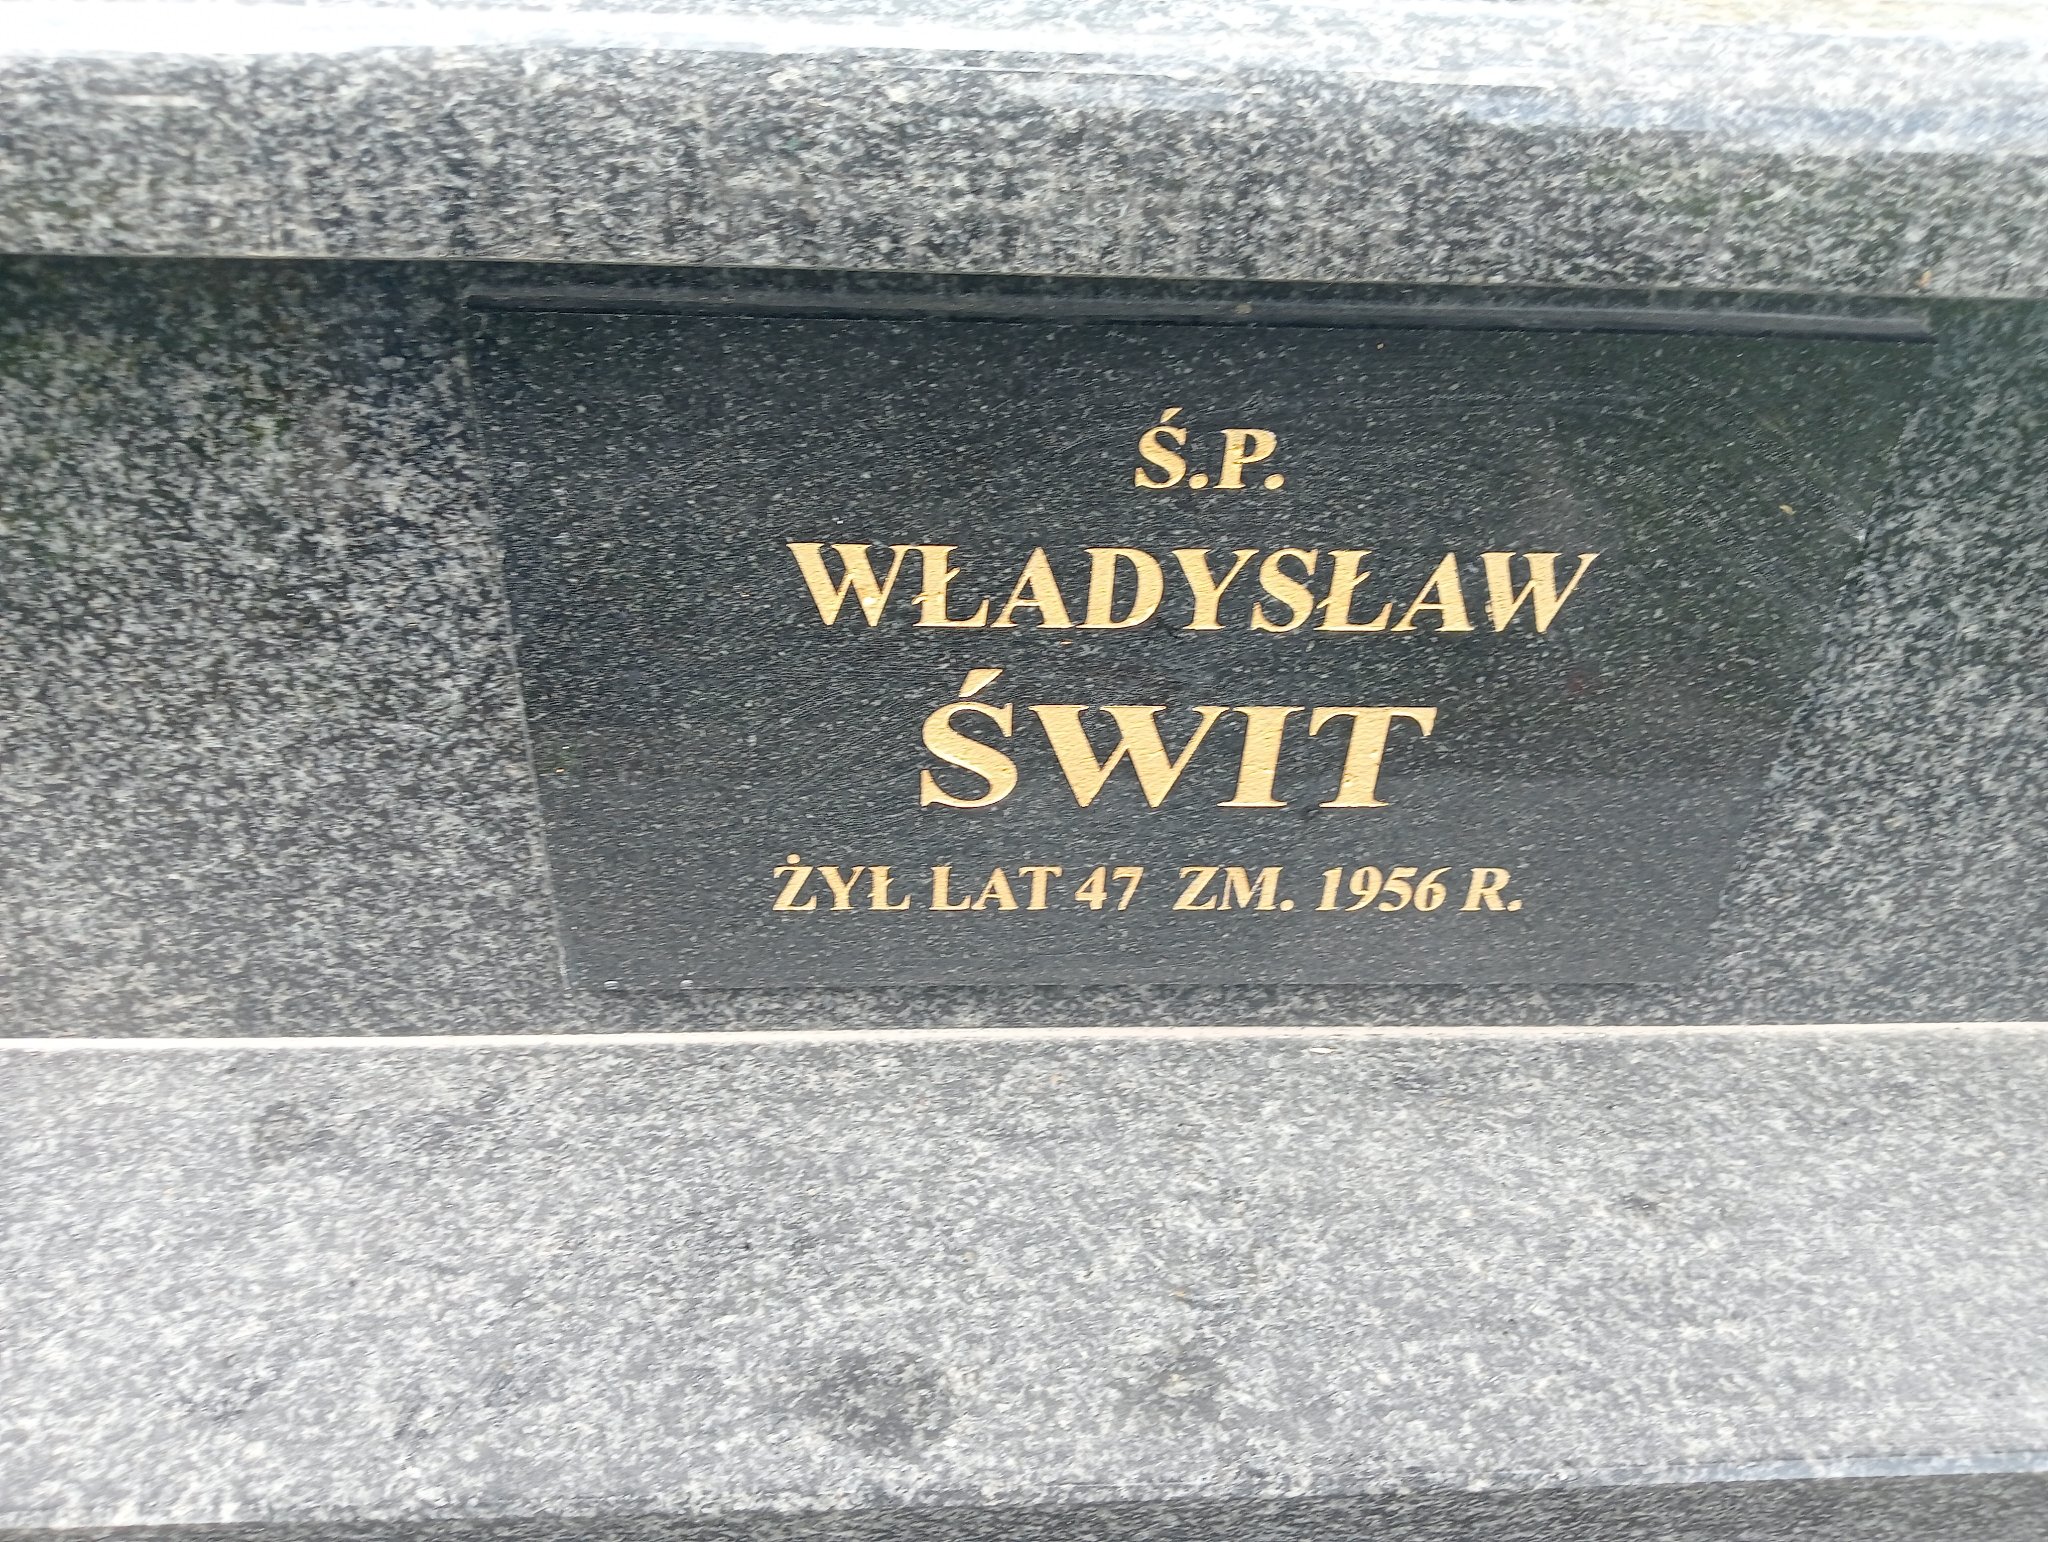 Ś.P.
WŁADYSŁAW
ŚWIT
ŻYŁ LAT 47 ZM. 1956 R.